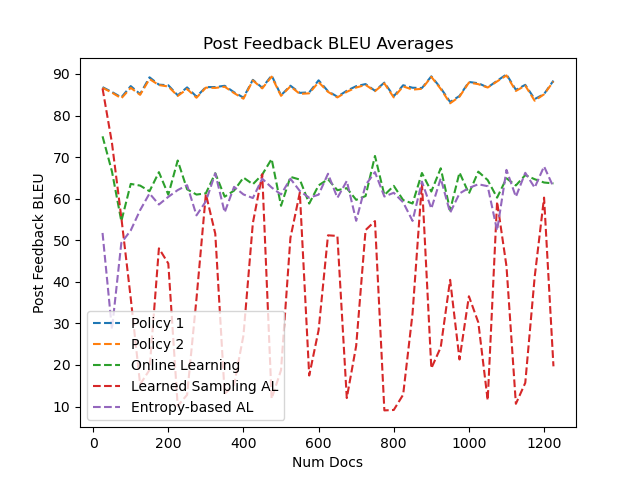 Post Feedback BLEU Averages
Post Feedback BLEU
90
80
70
60
50
40
30
20
10
Policy 1
Policy 2
Online Learning
Learned Sampling AL
Entropy-based AL
0 200 400 600 800 1000 1200
Num Docs